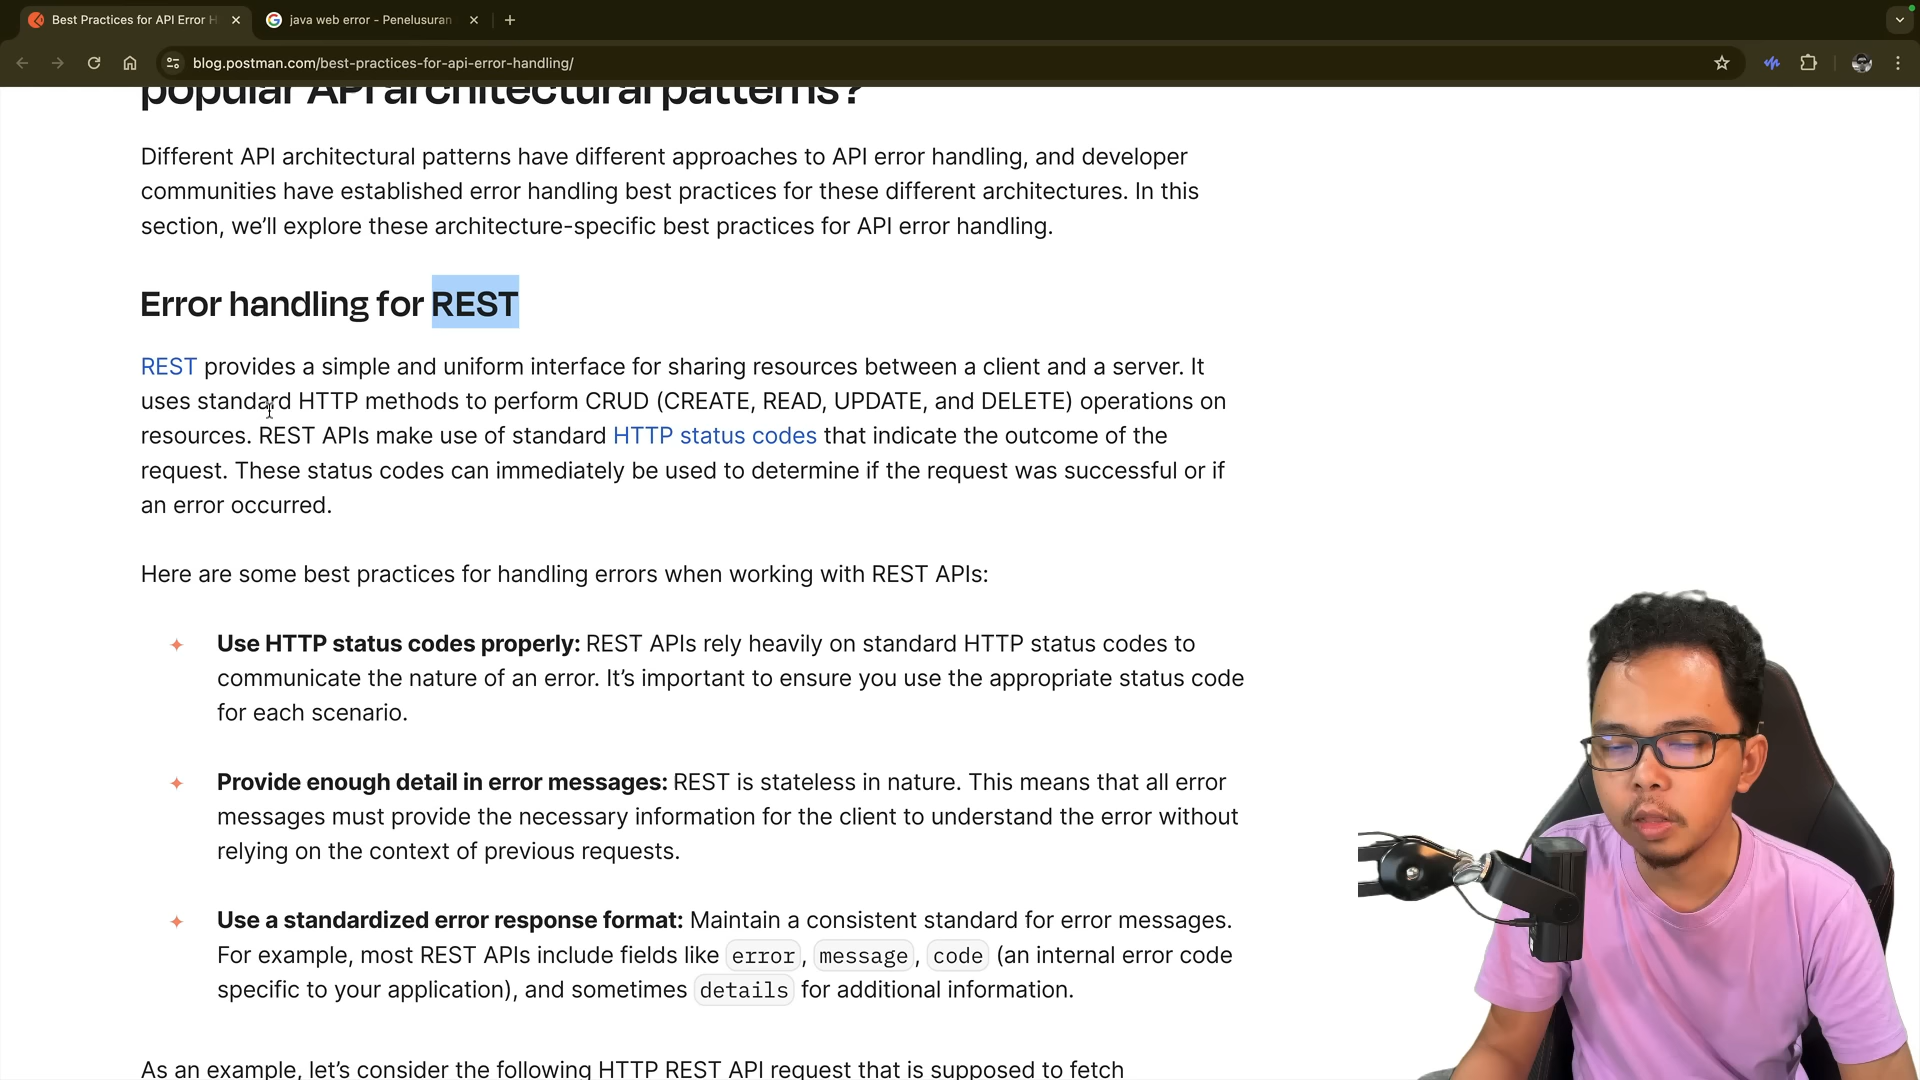 Best Practices for API Error H
java web error - Penelusuran
blog.postman.com/best-practices-for-api-error-handling/
popular API architectural patterns?
Different API architectural patterns have different approaches to API error handling, and developer
communities have established error handling best practices for these different architectures. In this
section, we’ll explore these architecture-specific best practices for API error handling.
Error handling for REST
REST provides a simple and uniform interface for sharing resources between a client and a server. It
uses standard HTTP methods to perform CRUD (CREATE, READ, UPDATE, and DELETE) operations on
resources. REST APIs make use of standard HTTP status codes that indicate the outcome of the
request. These status codes can immediately be used to determine if the request was successful or if
an error occurred.
Here are some best practices for handling errors when working with REST APIs:
Use HTTP status codes properly: REST APIs rely heavily on standard HTTP status codes to
communicate the nature of an error. It’s important to ensure you use the appropriate status code
for each scenario.
Provide enough detail in error messages: REST is stateless in nature. This means that all error
messages must provide the necessary information for the client to understand the error without
relying on the context of previous requests.
Use a standardized error response format: Maintain a consistent standard for error messages.
For example, most REST APIs include fields like error, message, code (an internal error code
specific to your application), and sometimes details for additional information.
As an example, let’s consider the following HTTP REST API request that is supposed to fetch